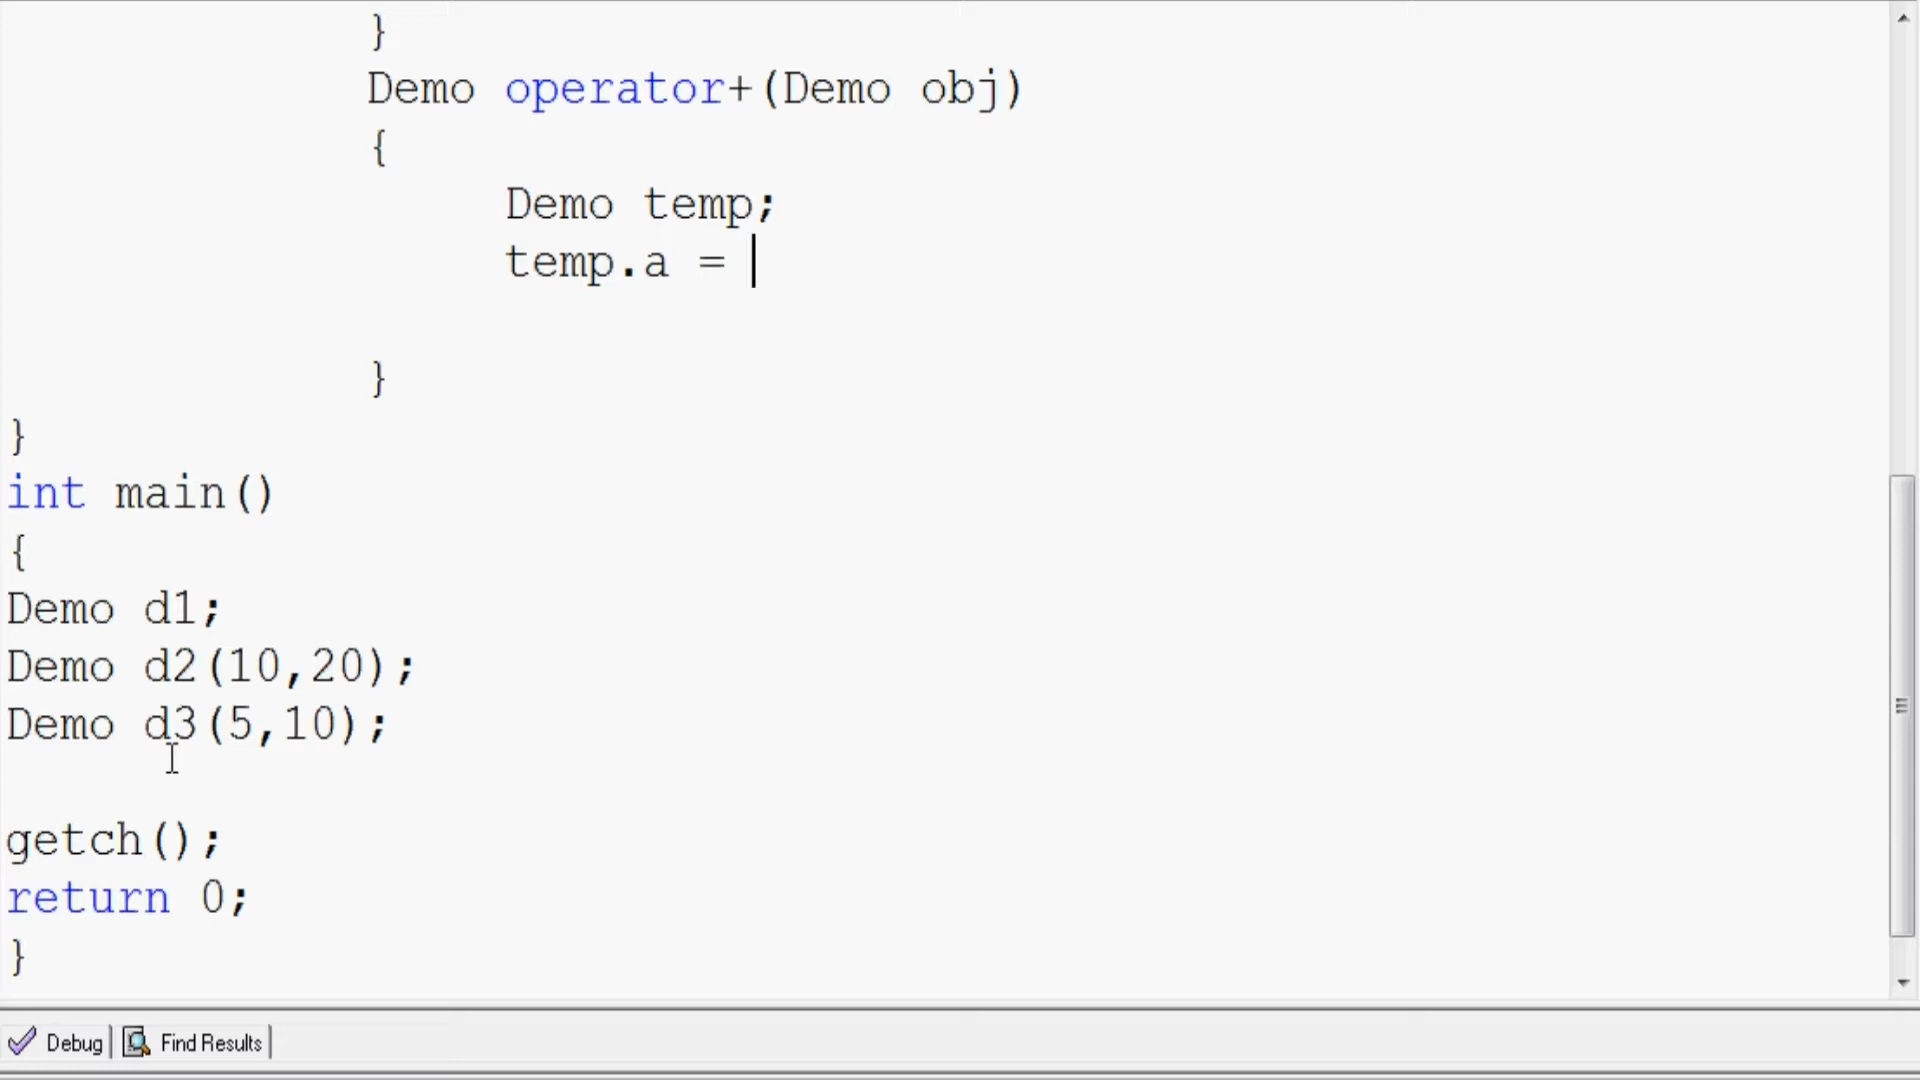 }
Demo operator+(Demo obj)
{
Demo temp;
temp.a =
}
}
int main()
{
Demo d1;
Demo d2(10,20);
Demo d3(5,10);
getch();
return 0;
}
Debug Find Results